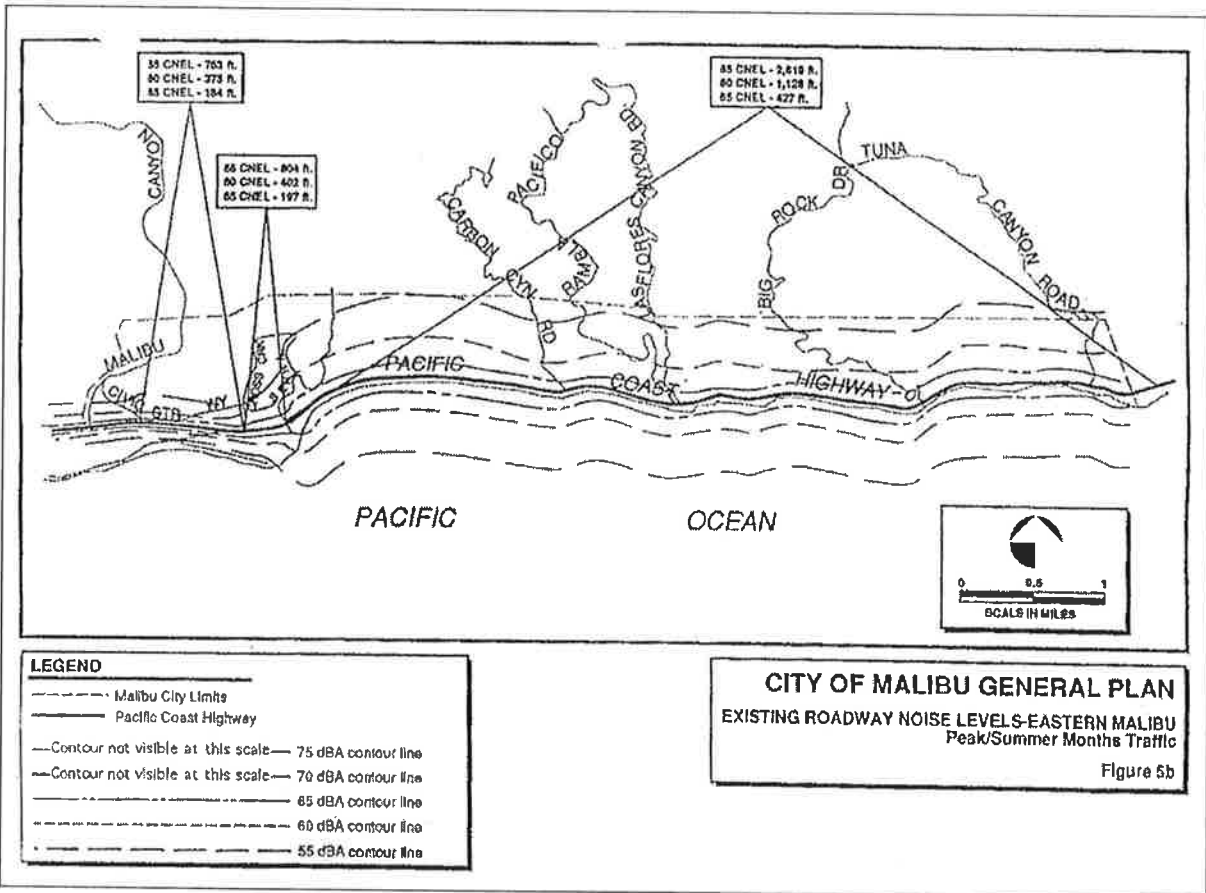 55 CNEL - 763 ft.
60 CNEL - 375 ft.
65 CNEL - 184 ft.
55 CNEL - 804 ft.
60 CNEL - 402 ft.
65 CNEL - 197 ft.
55 CNEL - 2,619 ft.
60 CNEL - 1,128 ft.
65 CNEL - 427 ft.
MALIBU
CANYON
CIVIC CTR WY
CARBON
CYN
RD
PACIFICO
RAMBLA
LASFLORES CANYON RD
BIG
ROCK
DR
TUNA
CANYON
ROAD
PACIFIC
COAST
HIGHWAY
PACIFIC
OCEAN
0 0.5 1
SCALS IN MILES
LEGEND
Malibu City Limits
Pacific Coast Highway
Contour not visible at this scale 75 dBA contour line
Contour not visible at this scale 70 dBA contour line
65 dBA contour line
60 dBA contour line
55 dBA contour line
CITY OF MALIBU GENERAL PLAN
EXISTING ROADWAY NOISE LEVELS-EASTERN MALIBU
Peak/Summer Months Traffic
Figure 5b